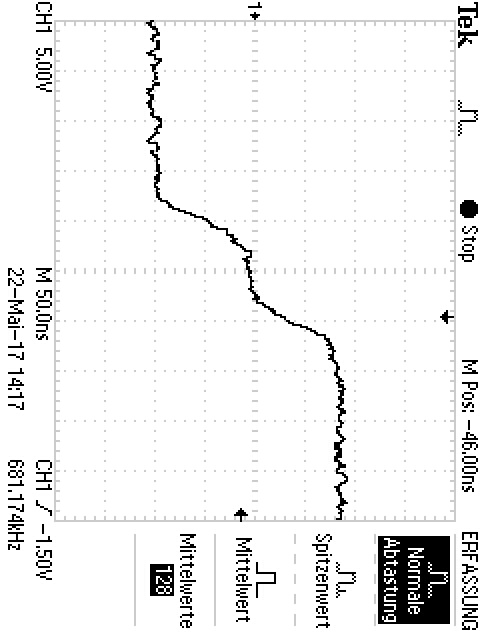 Tek
Stop
M Pos: -46.00ns
ERFASSUNG
Normale
Abtastung
Spitzenwert
Mittelwert
Mittelwerte
128
1
CH1 5.00V
M 50.0ns
CH1 / -1.50V
22-Mai-17 14:17
681.174kHz